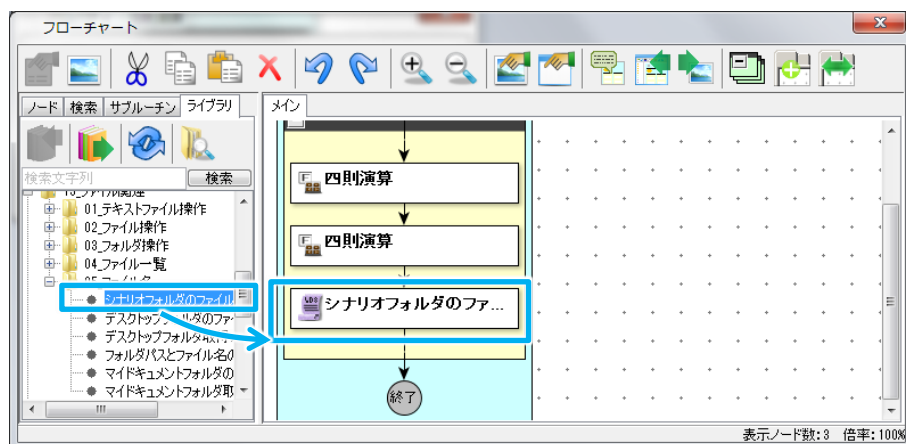 フローチャート
ノード 検索 サブルーチン ライブラリ
メイン
検索文字列 検索
01_テキストファイル操作
02_ファイル操作
03_フォルダ操作
04_ファイル一覧
シナリオフォルダのファイル
デスクトップフォルダのファ
デスクトップフォルダ取得
フォルダパスとファイル名の
マイドキュメントフォルダの
マイドキュメントフォルダ取
四則演算
四則演算
シナリオフォルダのファ...
終了
表示ノード数:3 倍率:100%